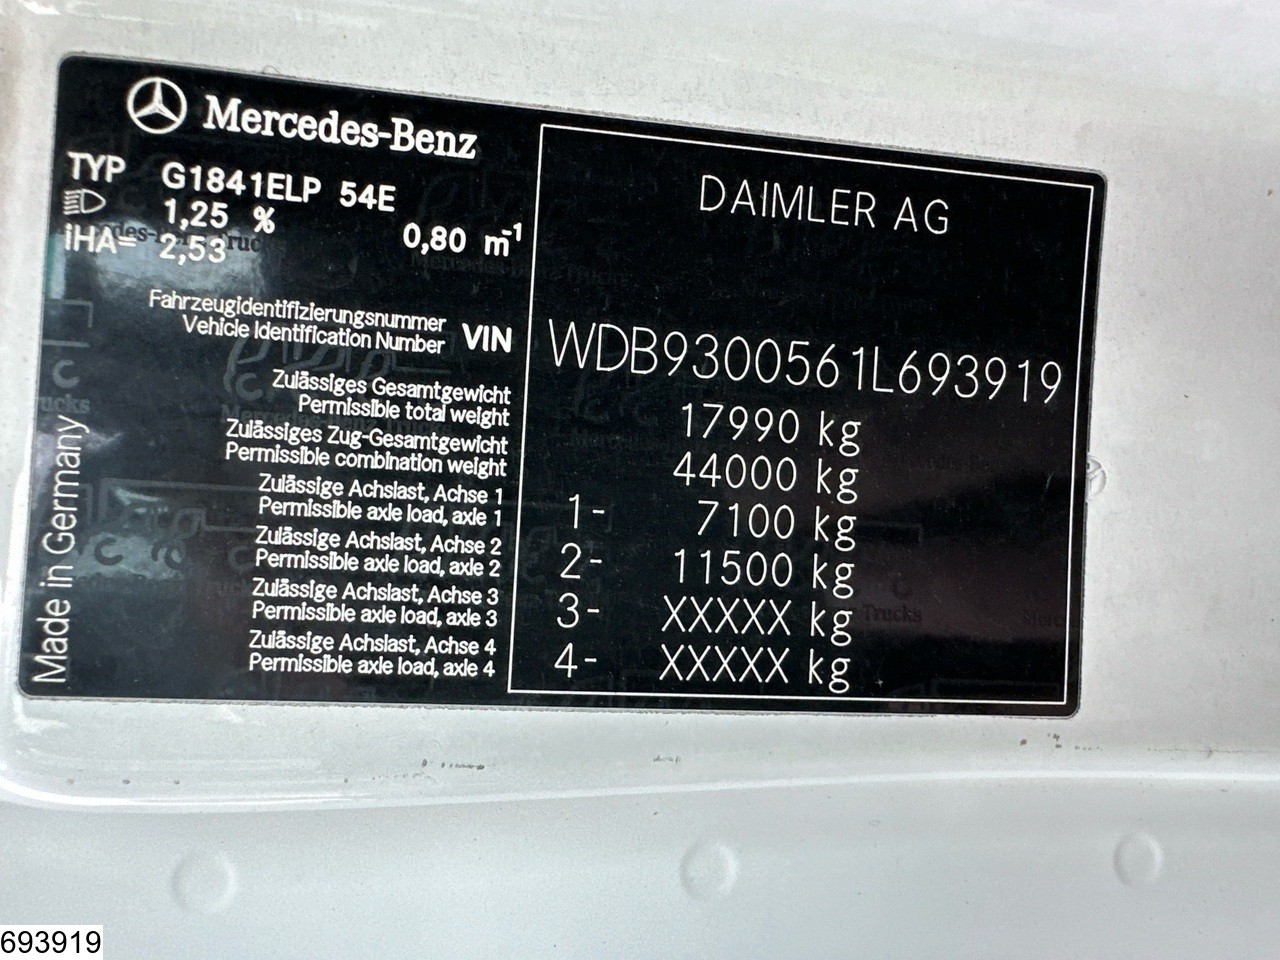 Mercedes-Benz
TYP G1841ELP 54E
1,25 % 0,80 m⁻¹
IHA= 2,53
DAIMLER AG
Fahrzeugidentifizierungsnummer
Vehicle Identification Number VIN WDB9300561L693919
Zulässiges Gesamtgewicht
Permissible total weight 17990 kg
Zulässiges Zug-Gesamtgewicht
Permissible combination weight 44000 kg
Zulässige Achslast, Achse 1
Permissible axle load, axle 1 1- 7100 kg
Zulässige Achslast, Achse 2
Permissible axle load, axle 2 2- 11500 kg
Zulässige Achslast, Achse 3
Permissible axle load, axle 3 3- XXXXX kg
Zulässige Achslast, Achse 4
Permissible axle load, axle 4 4- XXXXX kg
Made in Germany
693919